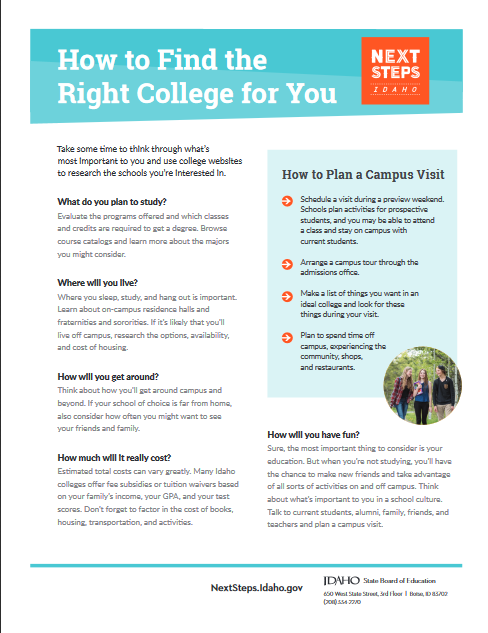 How to Find the
Right College for You
NEXT
STEPS
IDAHO
Take some time to think through what's
most important to you and use college websites
to research the schools you're interested in.
What do you plan to study?
Evaluate the programs offered and which classes
and credits are required to get a degree. Browse
course catalogs and learn more about the majors
you might consider.
Where will you live?
Where you sleep, study, and hang out is important.
Learn about on-campus residence halls and
fraternities and sororities. If it's likely that you'll
live off campus, research the options, availability,
and cost of housing.
How will you get around?
Think about how you'll get around campus and
beyond. If your school of choice is far from home,
also consider how often you might want to see
your friends and family.
How much will it really cost?
Estimated total costs can vary greatly. Many Idaho
colleges offer fee subsidies or tuition waivers based
on your family's income, your GPA, and your test
scores. Don't forget to factor in the cost of books,
housing, transportation, and activities.
How to Plan a Campus Visit
Schedule a visit during a preview weekend.
Schools plan activities for prospective
students, and you may be able to attend
a class and stay on campus with
current students.
Arrange a campus tour through the
admissions office.
Make a list of things you want in an
ideal college and look for these
things during your visit.
Plan to spend time off
campus, experiencing the
community, shops,
and restaurants.
How will you have fun?
Sure, the most important thing to consider is your
education. But when you're not studying, you'll have
the chance to make new friends and take advantage
of all sorts of activities on and off campus. Think
about what's important to you in a school culture.
Talk to current students, alumni, family, friends, and
teachers and plan a campus visit.
NextSteps.Idaho.gov
IDAHO State Board of Education
650 West State Street, 3rd Floor | Boise, ID 83702
(208) 334-2270